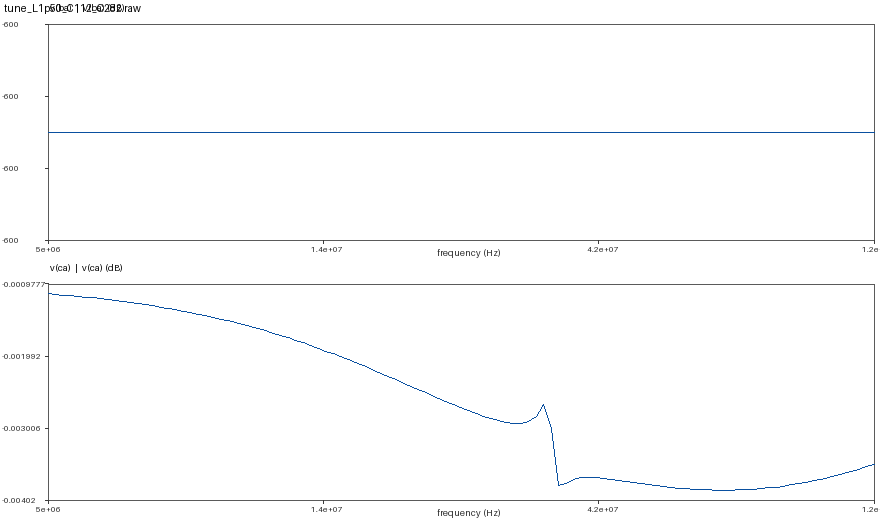 -600
-600
-600
-600
5e+06 1.4e+07 4.2e+07 1.2e
frequency (Hz)
v(ca) | v(ca) (dB)
-0.0009777
-0.001992
-0.003006
-0.00402
5e+06 1.4e+07 4.2e+07 1.2e
frequency (Hz)